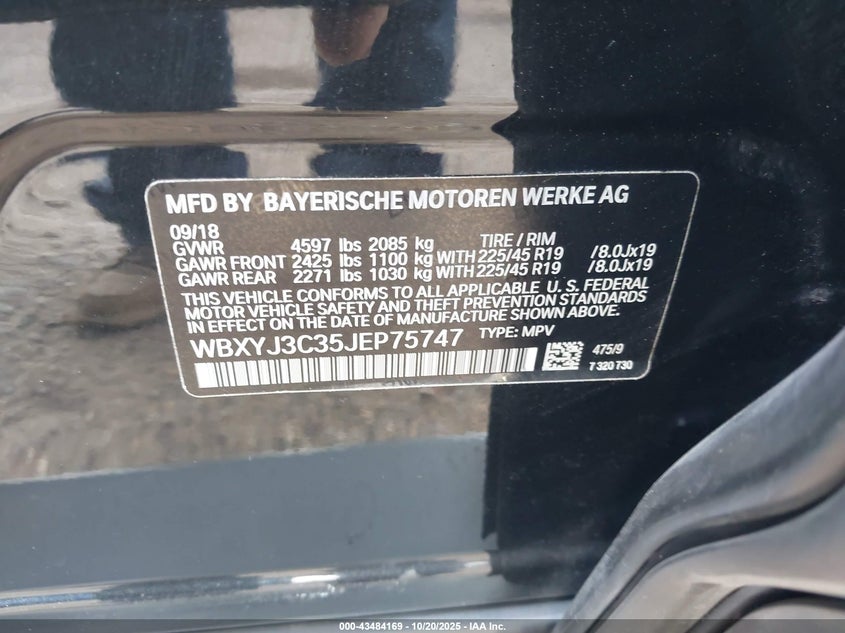 MFD BY BAYERISCHE MOTOREN WERKE AG
09/18
GVWR 4597 lbs 2085 kg TIRE / RIM
GAWR FRONT 2425 lbs 1100 kg WITH 225/45 R19 /8.0Jx19
GAWR REAR 2271 lbs 1030 kg WITH 225/45 R19 /8.0Jx19
THIS VEHICLE CONFORMS TO ALL APPLICABLE U. S. FEDERAL
MOTOR VEHICLE SAFETY AND THEFT PREVENTION STANDARDS
IN EFFECT ON THE DATE OF MANUFACTURE SHOWN ABOVE.
WBXYJ3C35JEP75747 TYPE: MPV
475/9
7 320 730
000-43484169 - 10/20/2025 - IAA Inc.